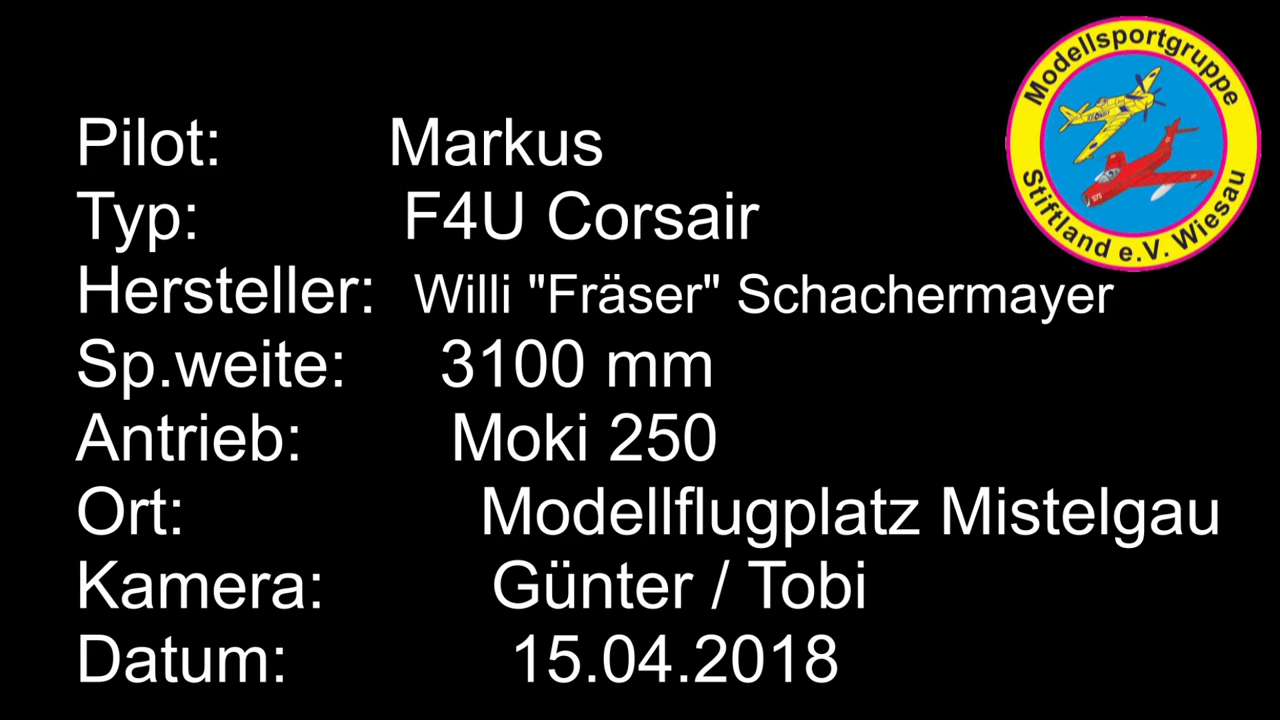 Modellsportgruppe
Stiftland e.V. Wiesau
Pilot: Markus
Typ: F4U Corsair
Hersteller: Willi "Fräser" Schachermayer
Sp.weite: 3100 mm
Antrieb: Moki 250
Ort: Modellflugplatz Mistelgau
Kamera: Günter / Tobi
Datum: 15.04.2018